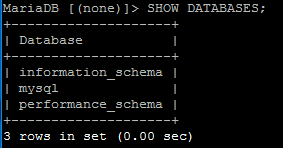 MariaDB [(none)]> SHOW DATABASES;
+--------------------+
| Database           |
+--------------------+
| information_schema |
| mysql              |
| performance_schema |
+--------------------+
3 rows in set (0.00 sec)